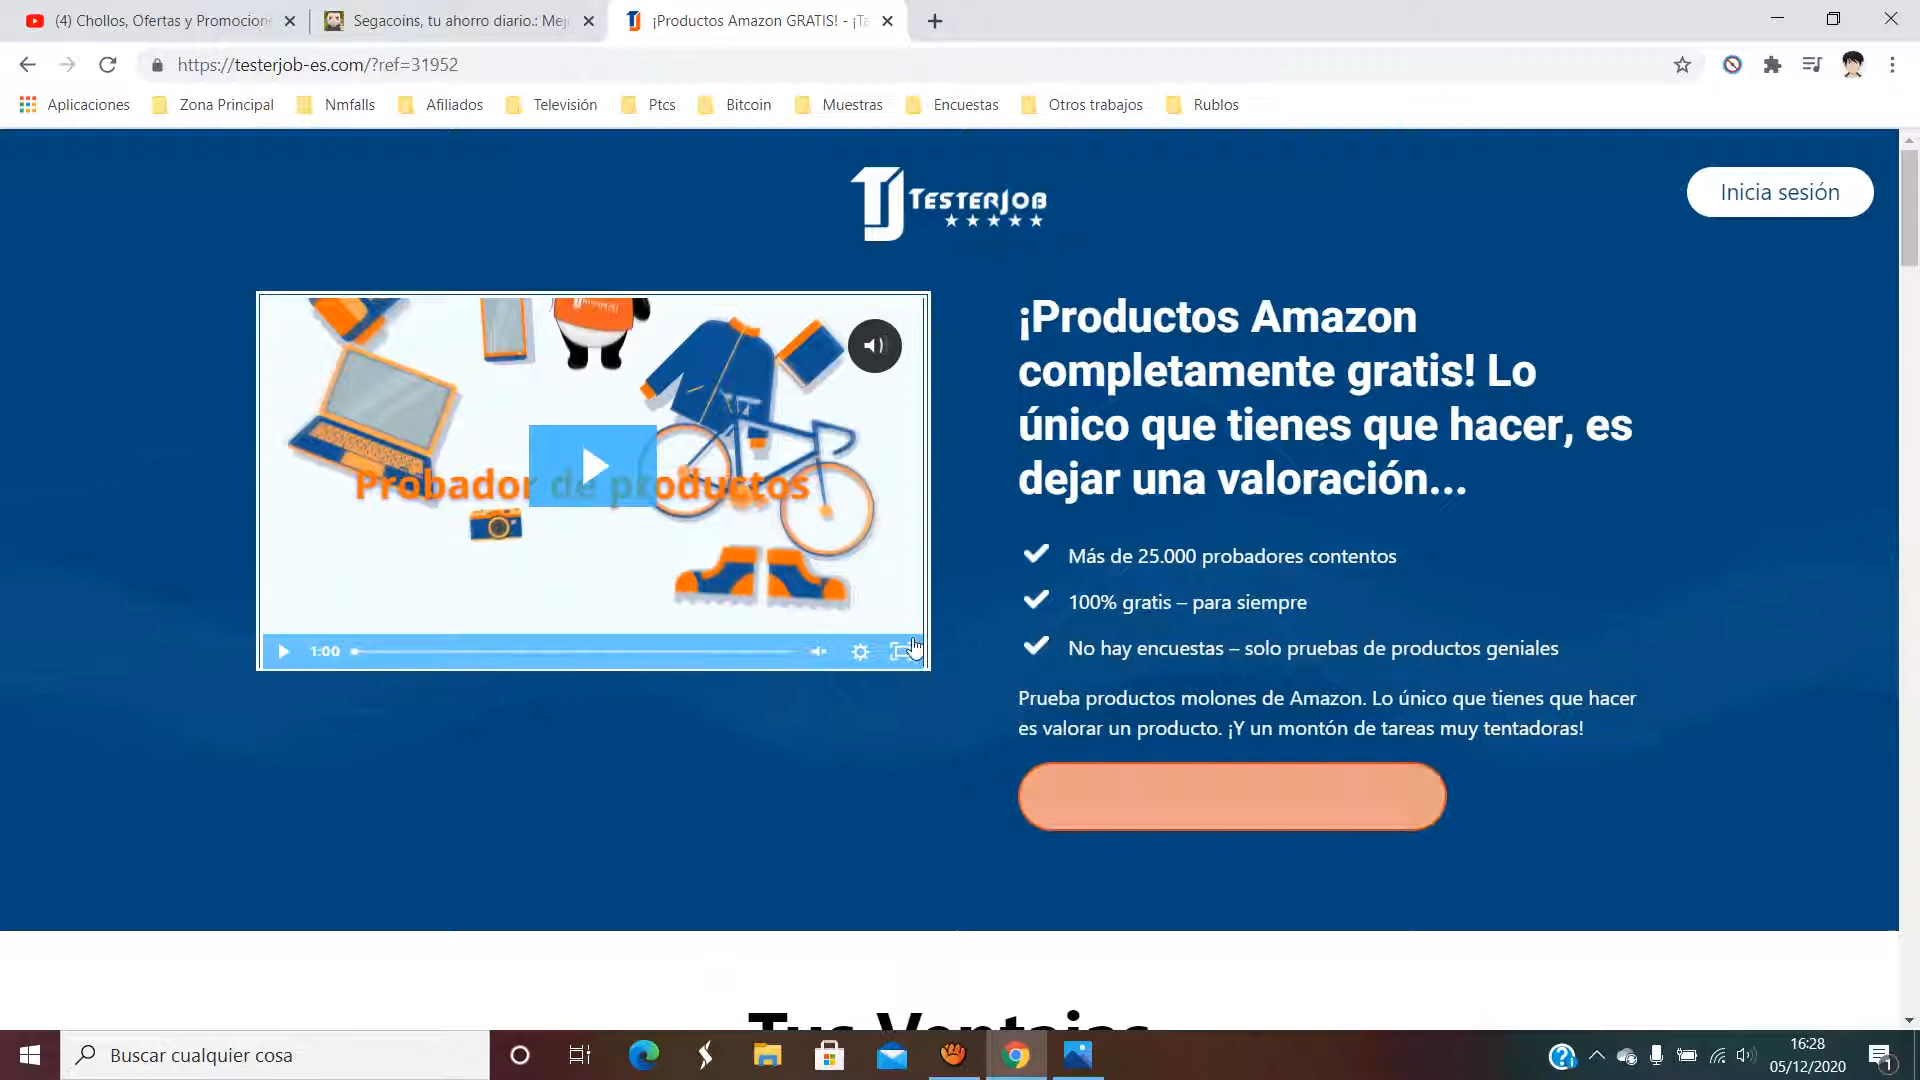 (4) Chollos, Ofertas y Promocione
Segacoins, tu ahorro diario.: Mej
¡Productos Amazon GRATIS! - ¡Ta
https://testerjob-es.com/?ref=31952
Aplicaciones
Zona Principal
Nmfalls
Afiliados
Televisión
Ptcs
Bitcoin
Muestras
Encuestas
Otros trabajos
Rublos
TESTERJOB
Inicia sesión
Probador de productos
1:00
¡Productos Amazon
completamente gratis! Lo
único que tienes que hacer, es
dejar una valoración...
Más de 25.000 probadores contentos
100% gratis – para siempre
No hay encuestas – solo pruebas de productos geniales
Prueba productos molones de Amazon. Lo único que tienes que hacer
es valorar un producto. ¡Y un montón de tareas muy tentadoras!
Tus Ventajas
Buscar cualquier cosa
16:28
05/12/2020
1